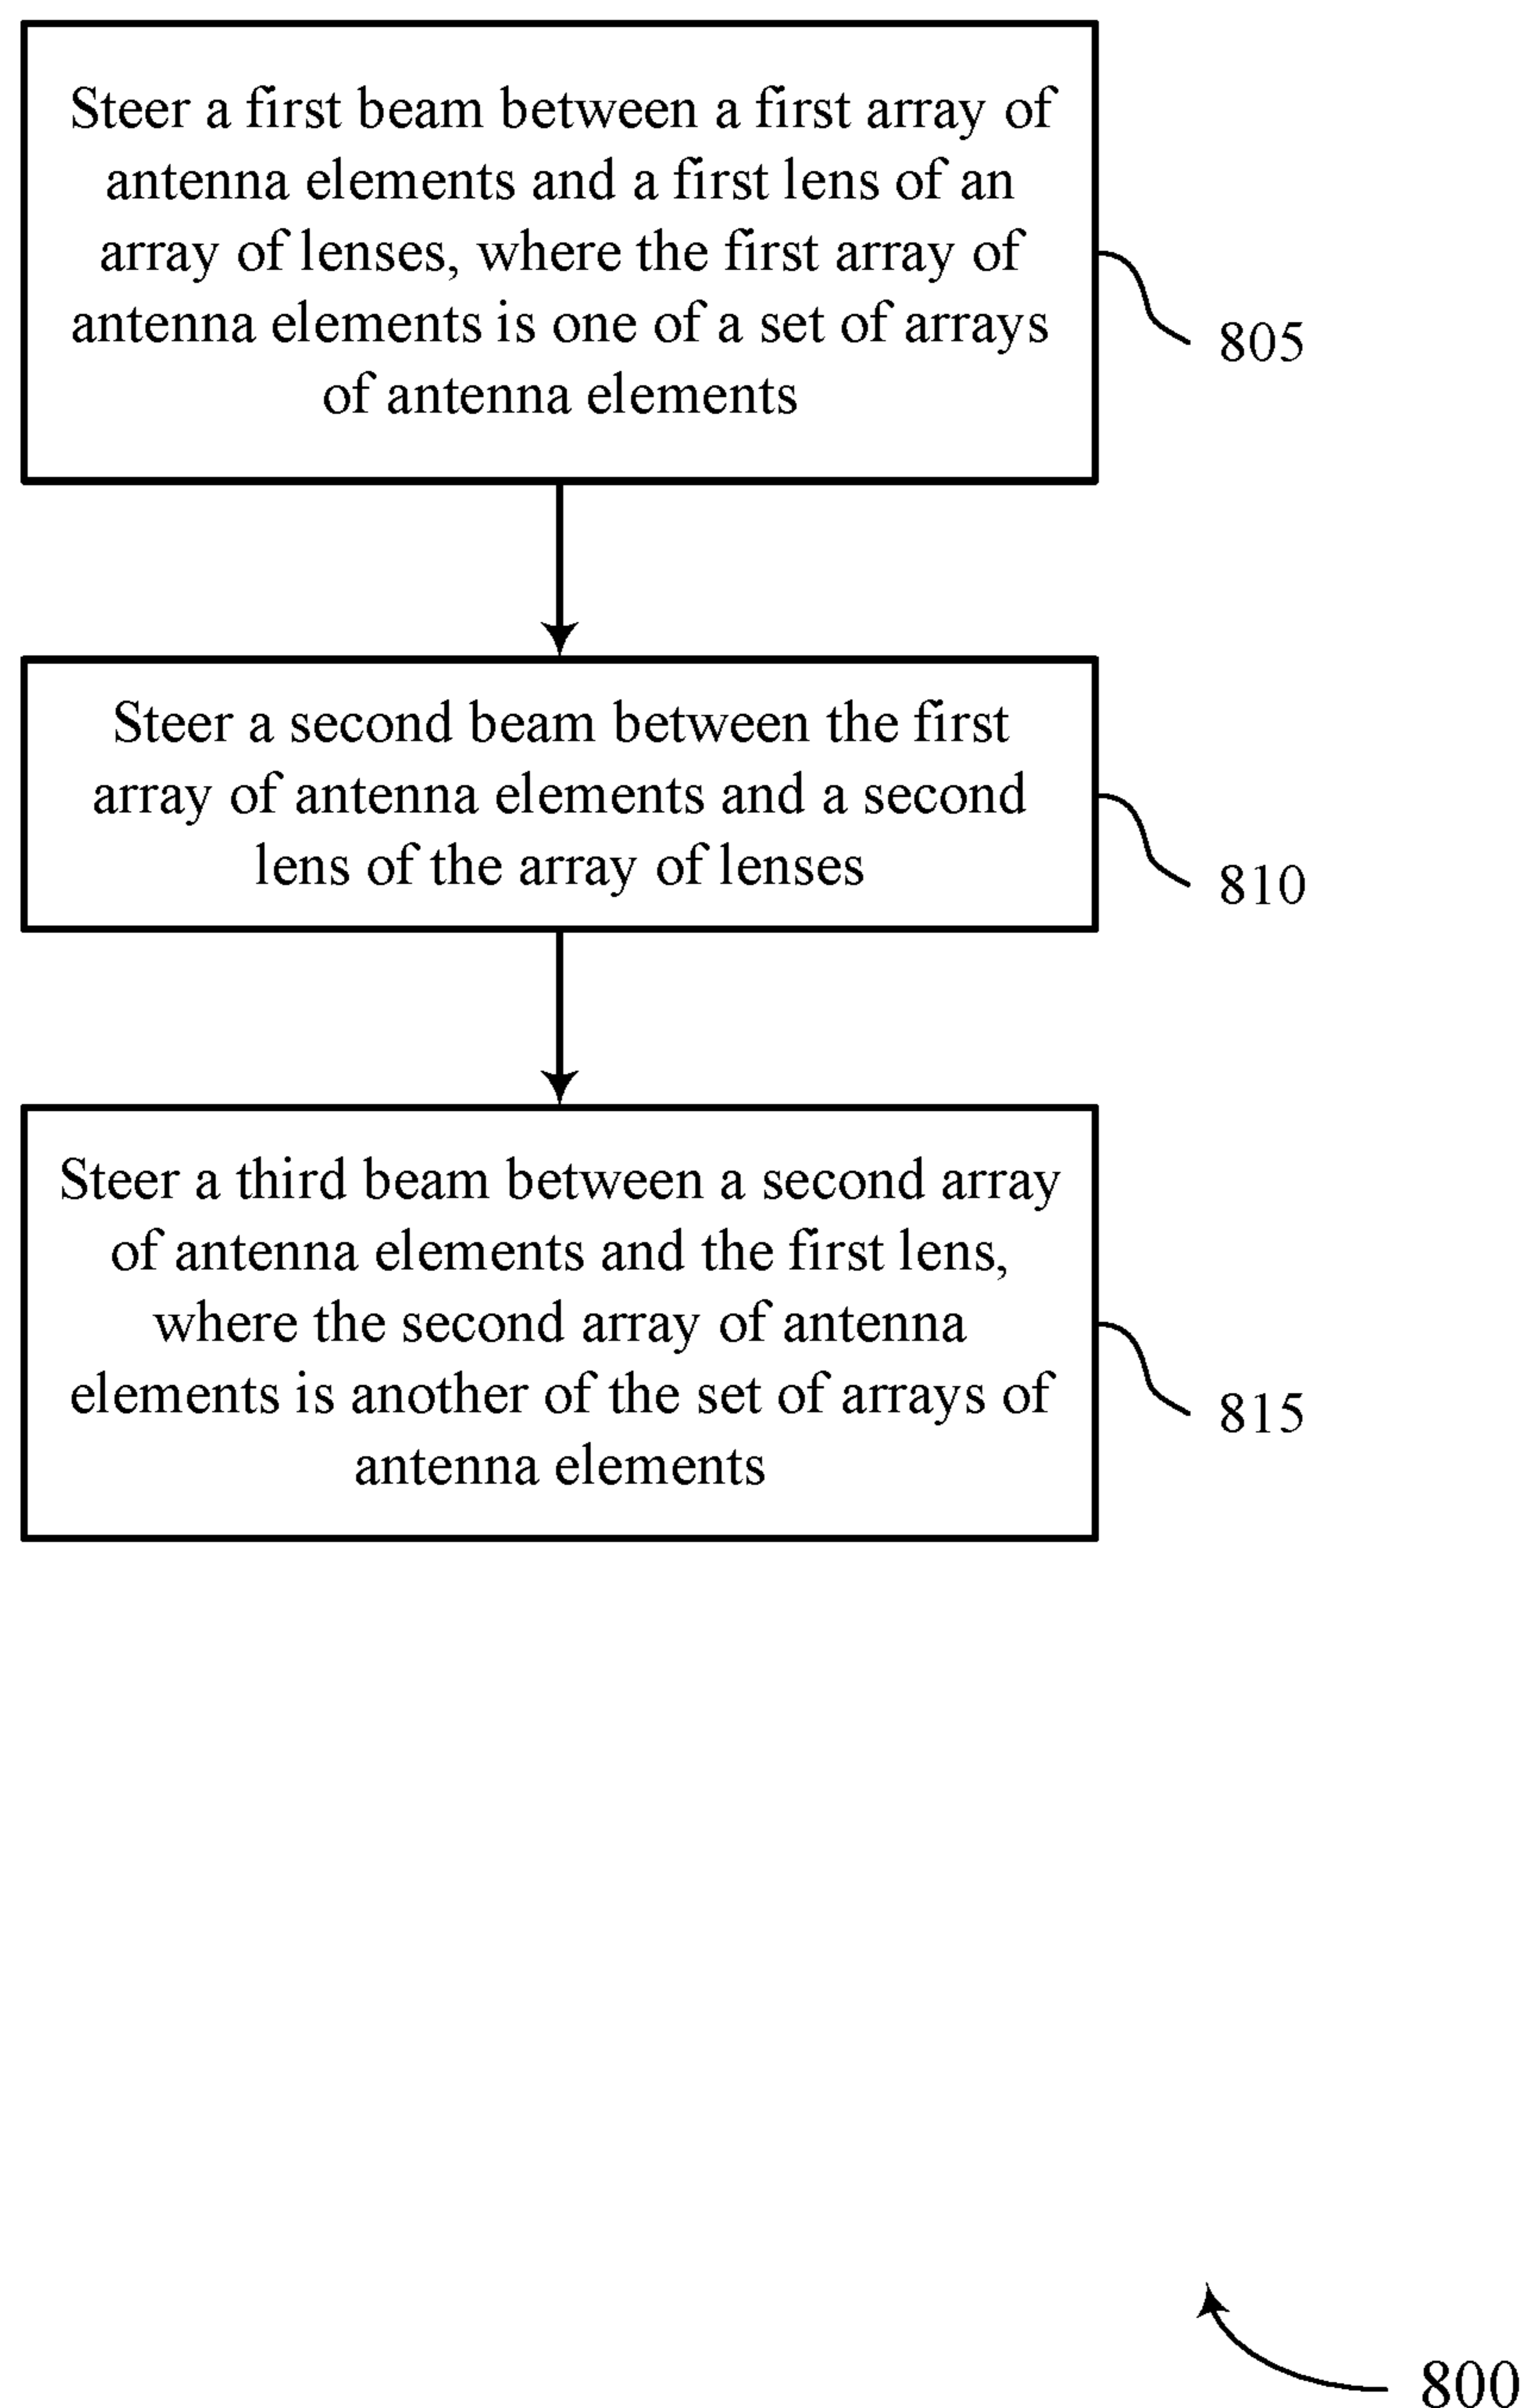 Steer a first beam between a first array of
antenna elements and a first lens of an
array of lenses, where the first array of
antenna elements is one of a set of arrays
of antenna elements
805
Steer a second beam between the first
array of antenna elements and a second
lens of the array of lenses
810
Steer a third beam between a second array
of antenna elements and the first lens,
where the second array of antenna
elements is another of the set of arrays of
antenna elements
815
800